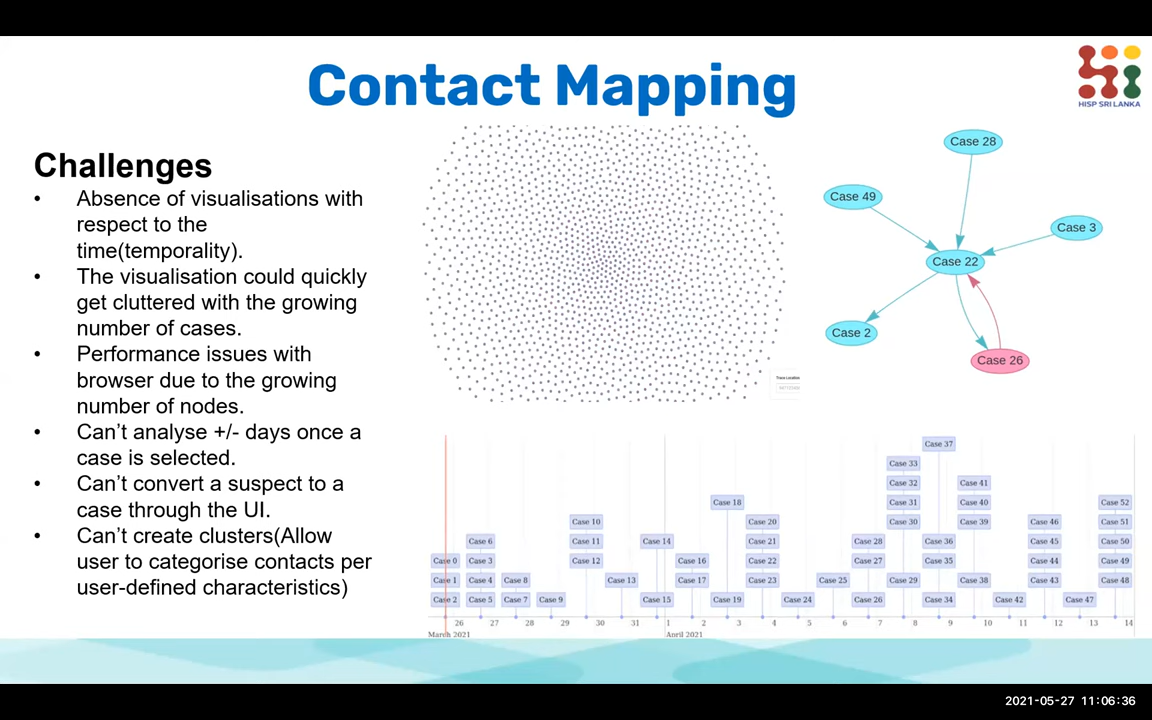 Contact Mapping
HISP SRI LANKA
Challenges
• Absence of visualisations with
respect to the
time(temporality).
• The visualisation could quickly
get cluttered with the growing
number of cases.
• Performance issues with
browser due to the growing
number of nodes.
• Can’t analyse +/- days once a
case is selected.
• Can’t convert a suspect to a
case through the UI.
• Can’t create clusters(Allow
user to categorise contacts per
user-defined characteristics)
Case 28
Case 49
Case 3
Case 22
Case 2
Case 26
Case 37
Case 33
Case 32
Case 41
Case 18
Case 31
Case 40
Case 52
Case 10
Case 20
Case 30
Case 39
Case 46
Case 51
Case 6
Case 11
Case 14
Case 21
Case 28
Case 36
Case 45
Case 50
Case 0
Case 3
Case 12
Case 16
Case 22
Case 27
Case 35
Case 44
Case 49
Case 1
Case 4
Case 8
Case 13
Case 17
Case 23
Case 25
Case 29
Case 38
Case 43
Case 48
Case 2
Case 5
Case 7
Case 9
Case 15
Case 19
Case 24
Case 26
Case 34
Case 42
Case 47
26 27 28 29 30 31 1 2 3 4 5 6 7 8 9 10 11 12 13 14
March 2021 April 2021
2021-05-27 11:06:36